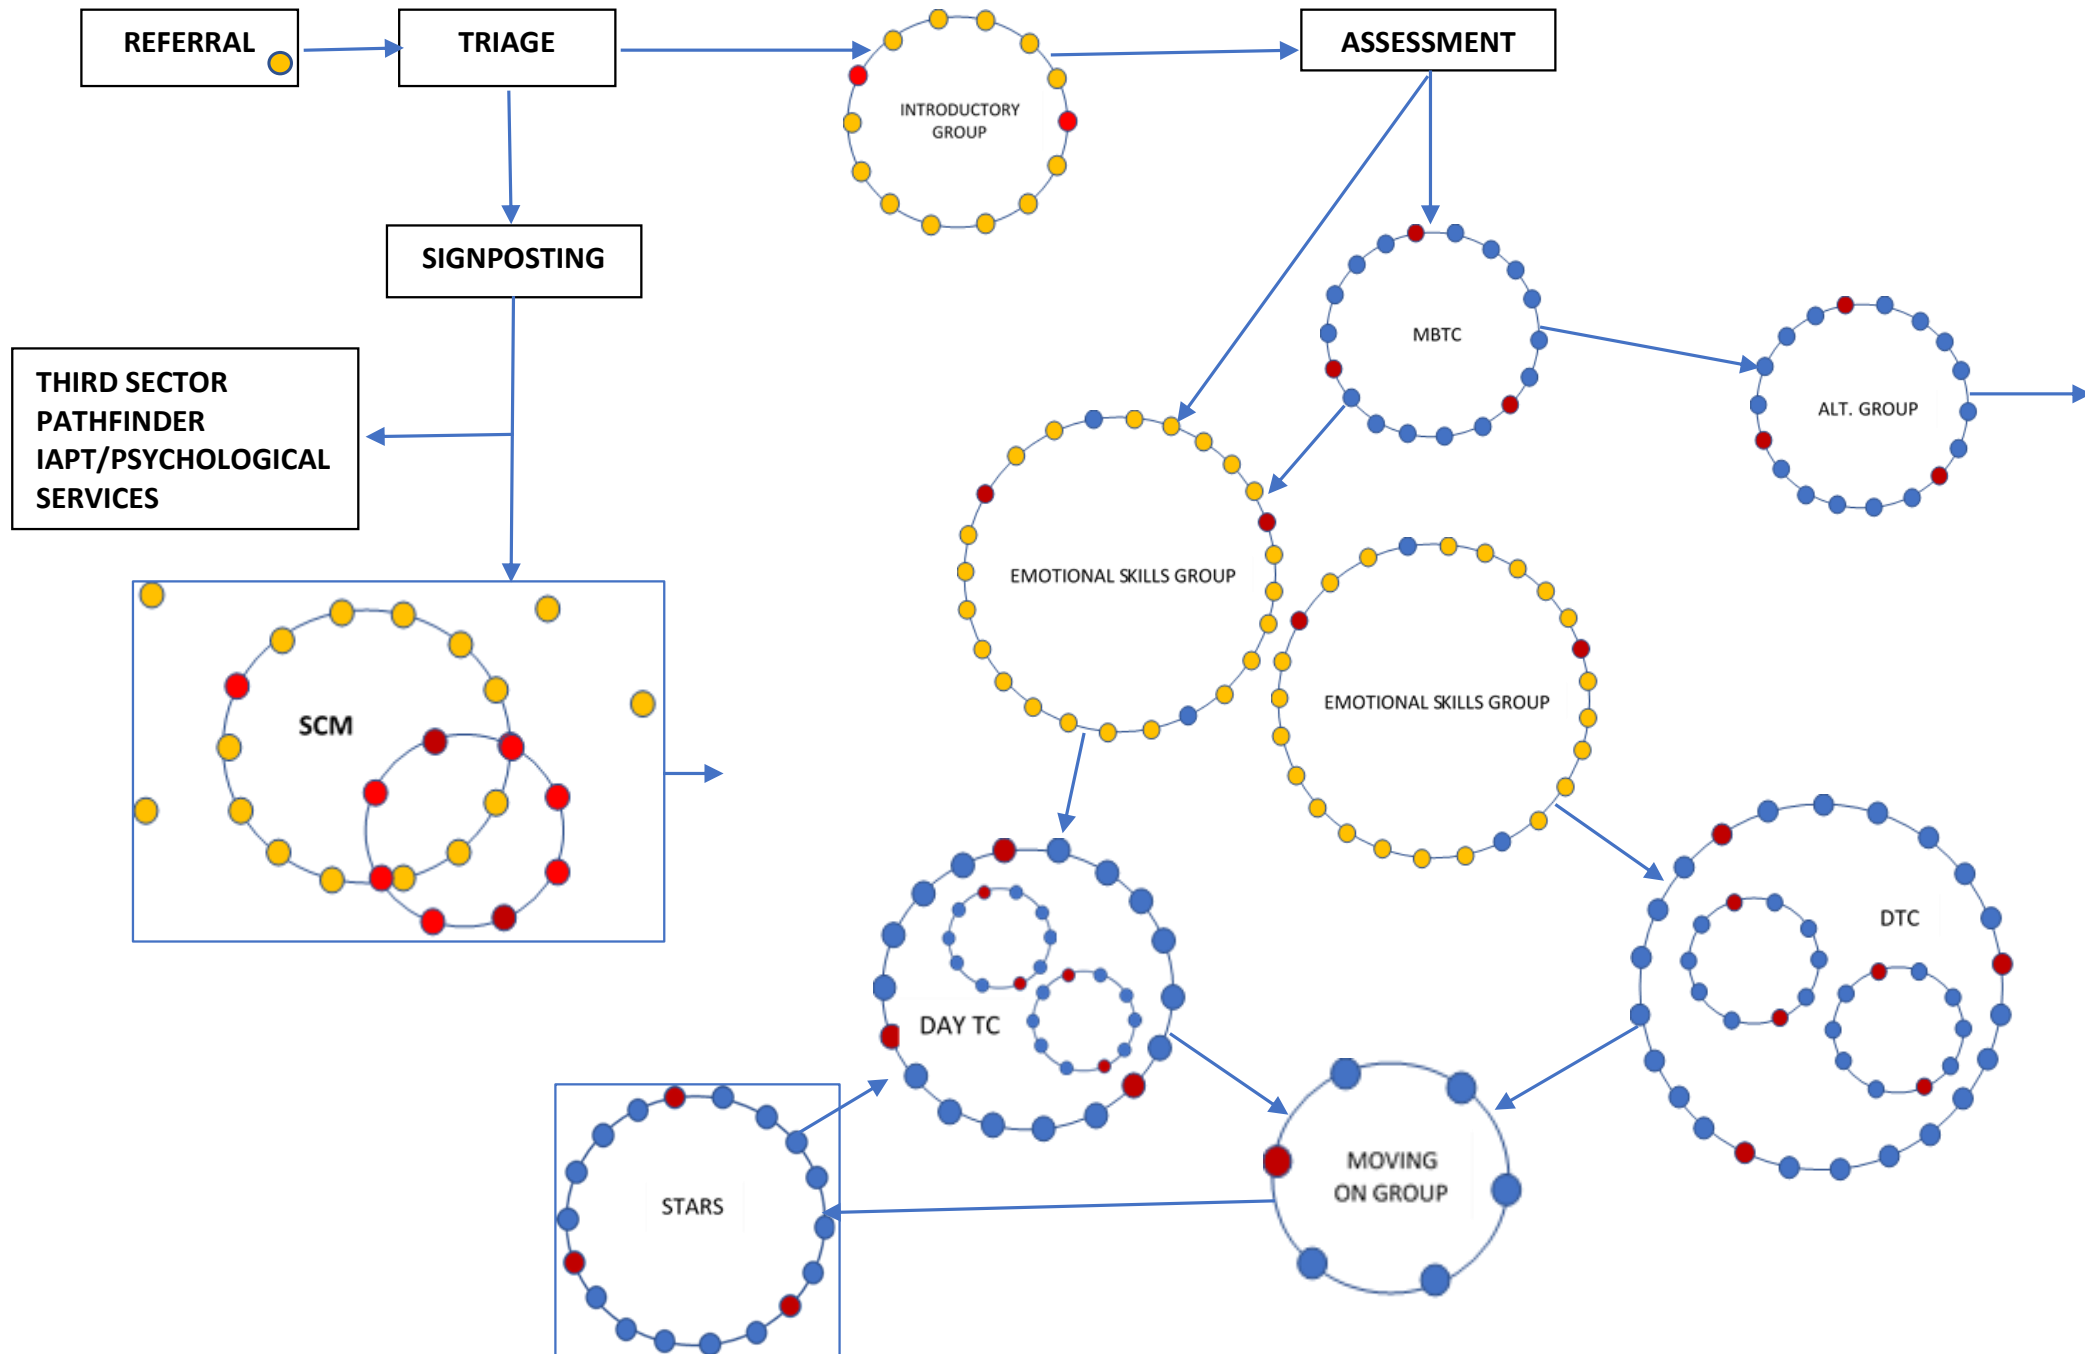 REFERRAL
TRIAGE
INTRODUCTORY
GROUP
ASSESSMENT
SIGNPOSTING
THIRD SECTOR
PATHFINDER
IAPT/PSYCHOLOGICAL
SERVICES
MBTC
ALT. GROUP
EMOTIONAL SKILLS GROUP
EMOTIONAL SKILLS GROUP
SCM
DAY TC
DTC
MOVING
ON GROUP
STARS